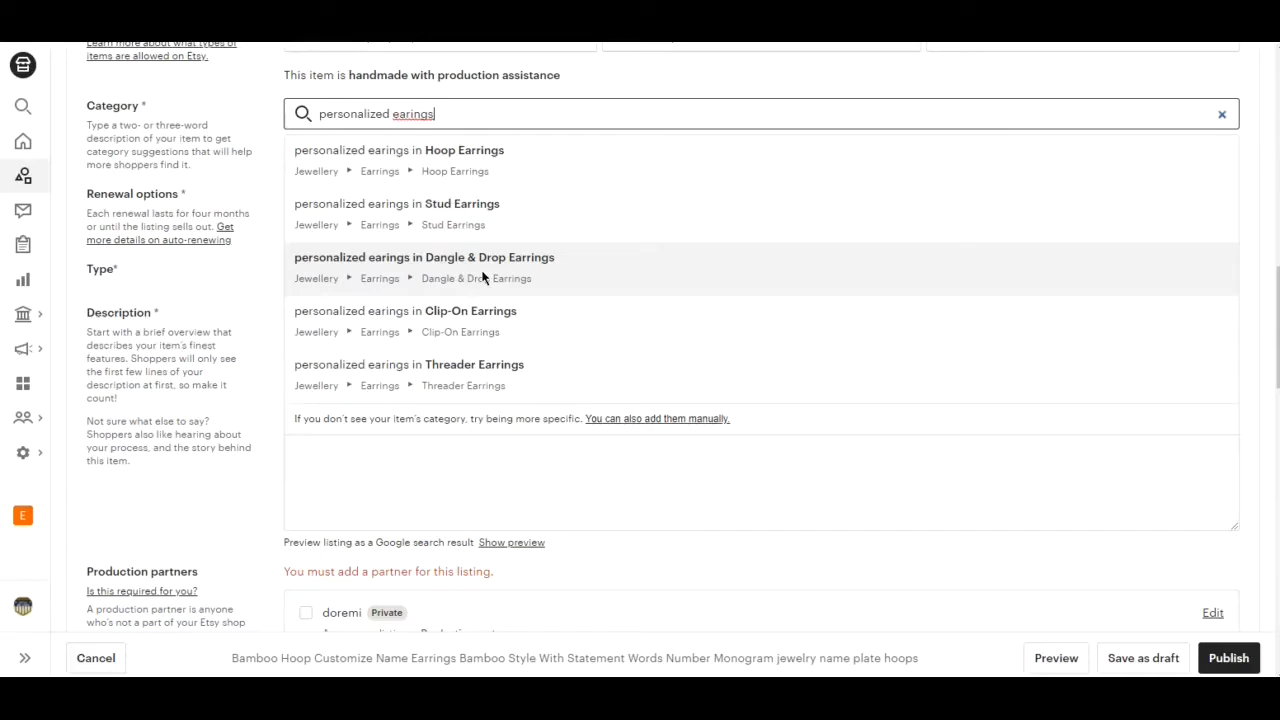 Learn more about what types of
items are allowed on Etsy.
This item is handmade with production assistance
Category *
Type a two- or three-word
description of your item to get
category suggestions that will help
more shoppers find it.
personalized earings
personalized earings in Hoop Earrings
Jewellery ▸ Earrings ▸ Hoop Earrings
personalized earings in Stud Earrings
Jewellery ▸ Earrings ▸ Stud Earrings
personalized earings in Dangle & Drop Earrings
Jewellery ▸ Earrings ▸ Dangle & Drop Earrings
personalized earings in Clip-On Earrings
Jewellery ▸ Earrings ▸ Clip-On Earrings
personalized earings in Threader Earrings
Jewellery ▸ Earrings ▸ Threader Earrings
If you don't see your item's category, try being more specific. You can also add them manually.
Renewal options *
Each renewal lasts for four months
or until the listing sells out. Get
more details on auto-renewing
Type*
Description *
Start with a brief overview that
describes your item's finest
features. Shoppers will only see
the first few lines of your
description at first, so make it
count!
Not sure what else to say?
Shoppers also like hearing about
your process, and the story behind
this item.
Preview listing as a Google search result Show preview
Production partners
Is this required for you?
A production partner is anyone
who's not a part of your Etsy shop
You must add a partner for this listing.
doremi Private
Edit
E
Cancel
Bamboo Hoop Customize Name Earrings Bamboo Style With Statement Words Number Monogram jewelry name plate hoops
Preview
Save as draft
Publish